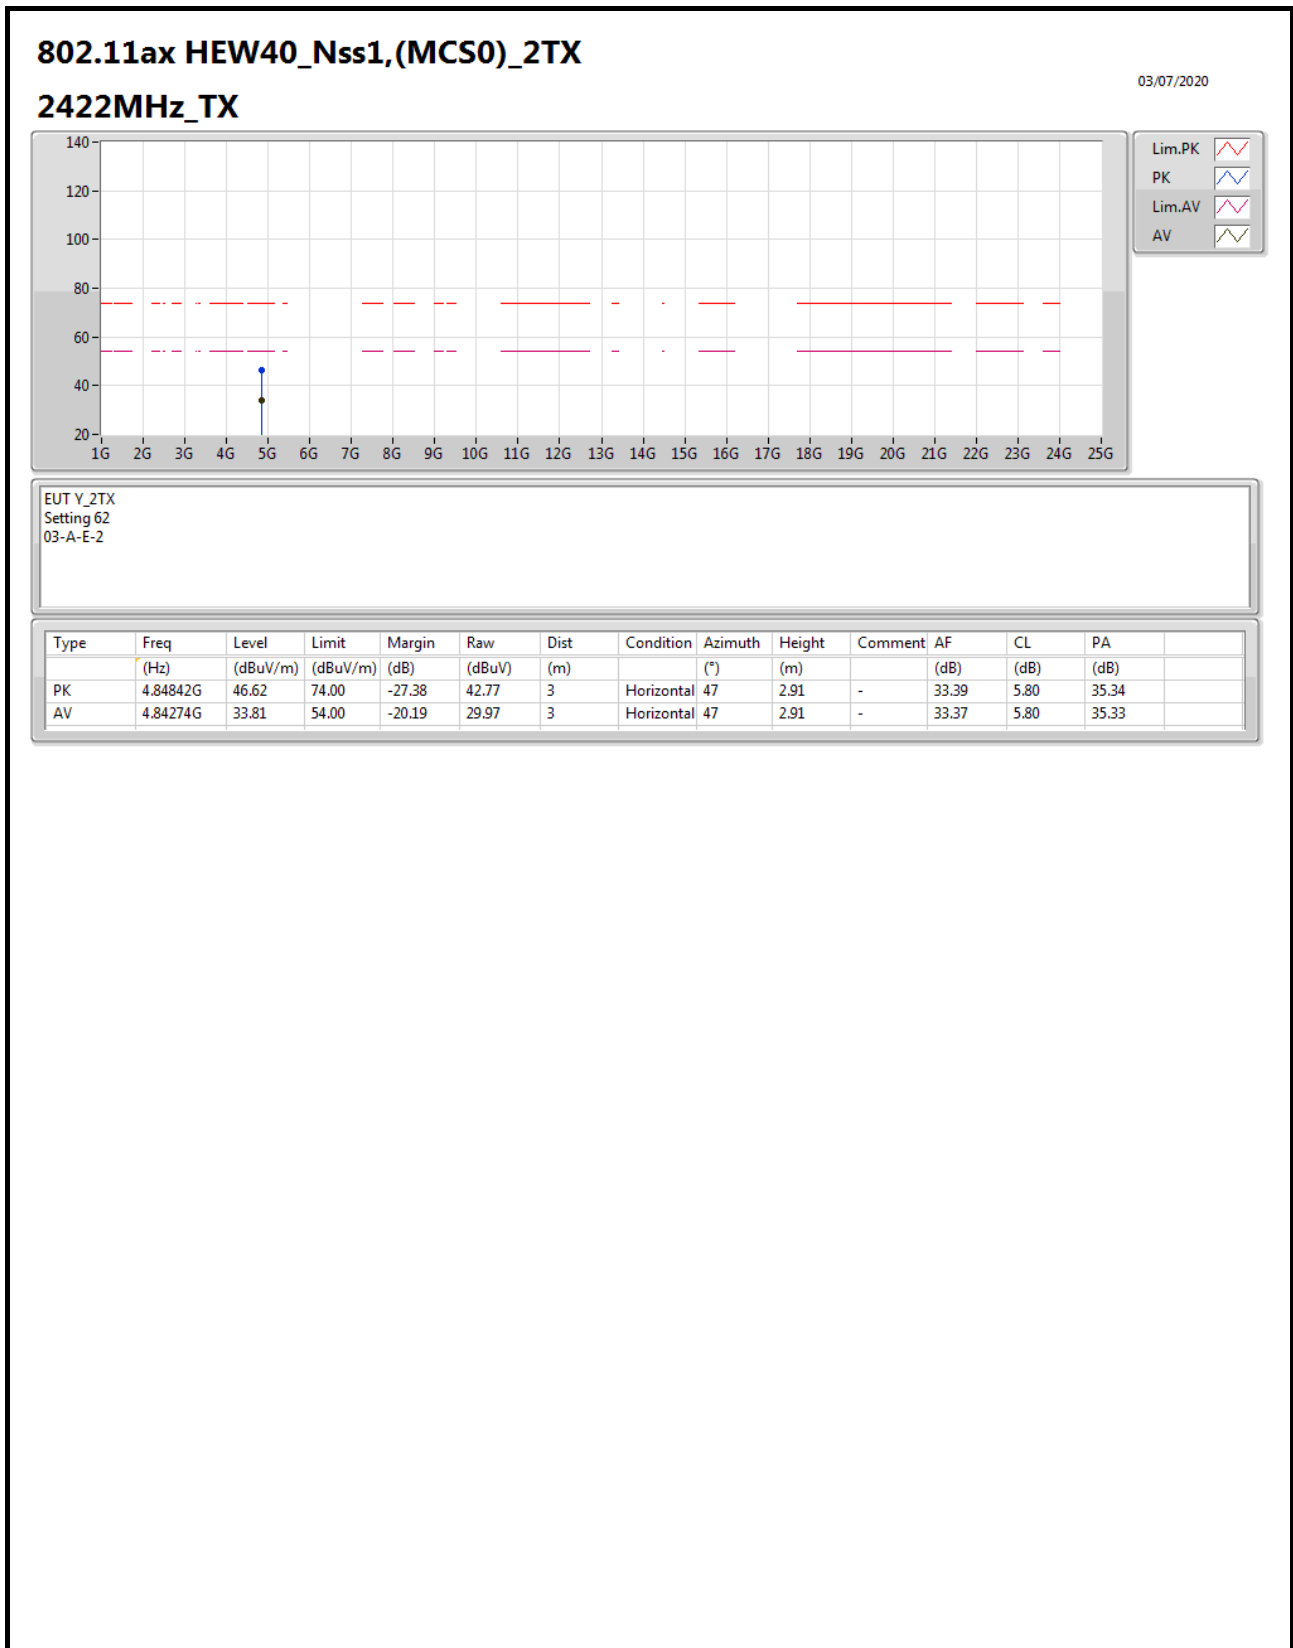 802.11ax HEW40_Nss1,(MCS0)_2TX
03/07/2020
2422MHz_TX
140
120
100
80
60
40
20
1G 2G 3G 4G 5G 6G 7G 8G 9G 10G 11G 12G 13G 14G 15G 16G 17G 18G 19G 20G 21G 22G 23G 24G 25G
Lim.PK
PK
Lim.AV
AV
EUT Y_2TX
Setting 62
03-A-E-2
Type Freq Level Limit Margin Raw Dist Condition Azimuth Height Comment AF CL PA
(Hz) (dBuV/m) (dBuV/m) (dB) (dBuV) (m) (°) (m) (dB) (dB) (dB)
PK 4.84842G 46.62 74.00 -27.38 42.77 3 Horizontal 47 2.91 - 33.39 5.80 35.34
AV 4.84274G 33.81 54.00 -20.19 29.97 3 Horizontal 47 2.91 - 33.37 5.80 35.33